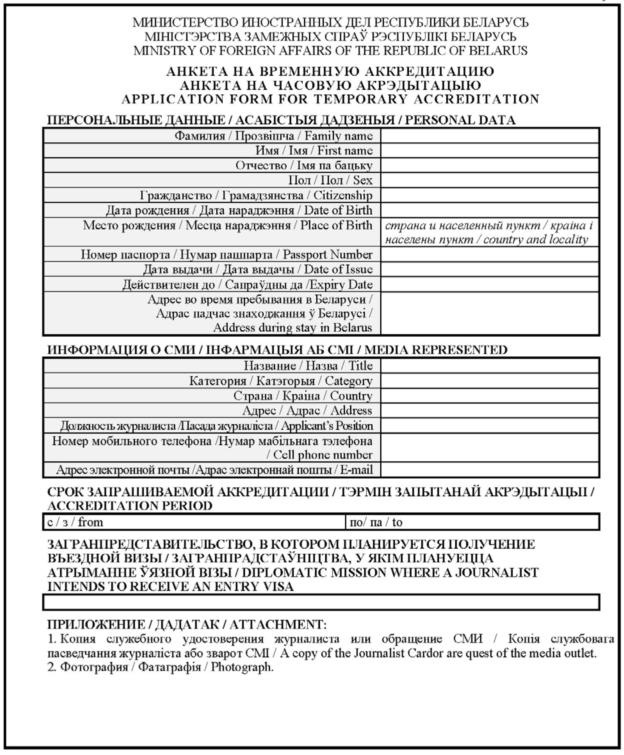 МИНИСТЕРСТВО ИНОСТРАННЫХ ДЕЛ РЕСПУБЛИКИ БЕЛАРУСЬ
МІНІСТЭРСТВА ЗАМЕЖНЫХ СПРАЎ РЭСПУБЛІКІ БЕЛАРУСЬ
MINISTRY OF FOREIGN AFFAIRS OF THE REPUBLIC OF BELARUS
АНКЕТА НА ВРЕМЕННУЮ АККРЕДИТАЦИЮ
АНКЕТА НА ЧАСОВУЮ АКРЭДЫТАЦЫЮ
APPLICATION FORM FOR TEMPORARY ACCREDITATION
ПЕРСОНАЛЬНЫЕ ДАННЫЕ / АСАБІСТЫЯ ДАДЗЕНЫЯ / PERSONAL DATA
Фамилия / Прозвішча / Family name
Имя / Імя / First name
Отчество / Імя па бацьку
Пол / Пол / Sex
Гражданство / Грамадзянства / Citizenship
Дата рождения / Дата нараджэння / Date of Birth
Место рождения / Месца нараджэння / Place of Birth
страна и населенный пункт / краіна і
населены пункт / country and locality
Номер паспорта / Нумар пашпарта / Passport Number
Дата выдачи / Дата выдачы / Date of Issue
Действителен до / Сапраўдны да /Expiry Date
Адрес во время пребывания в Беларуси /
Адрас падчас знаходжання ў Беларусі /
Address during stay in Belarus
ИНФОРМАЦИЯ О СМИ / ІНФАРМАЦЫЯ АБ СМІ / MEDIA REPRESENTED
Название / Назва / Title
Категория / Катэгорыя / Category
Страна / Краіна / Country
Адрес / Адрас / Address
Должность журналиста /Пасада журналіста / Applicant's Position
Номер мобильного телефона /Нумар мабільнага тэлефона
/ Cell phone number
Адрес электронной почты /Адрас электроннай пошты / E-mail
СРОК ЗАПРАШИВАЕМОЙ АККРЕДИТАЦИИ / ТЭРМІН ЗАПЫТАНАЙ АКРЭДЫТАЦЫІ /
ACCREDITATION PERIOD
с / з / from
по/ па / to
ЗАГРАНПРЕДСТАВИТЕЛЬСТВО, В КОТОРОМ ПЛАНИРУЕТСЯ ПОЛУЧЕНИЕ
ВЪЕЗДНОЙ ВИЗЫ / ЗАГРАНПРАДСТАЎНІЦТВА, У ЯКІМ ПЛАНУЕЦЦА
АТРЫМАННЕ ЎЯЗНОЙ ВІЗЫ / DIPLOMATIC MISSION WHERE A JOURNALIST
INTENDS TO RECEIVE AN ENTRY VISA
ПРИЛОЖЕНИЕ / ДАДАТАК / ATTACHMENT:
1. Копия служебного удостоверения журналиста или обращение СМИ / Копія службовага
пасведчання журналіста або зварот СМІ / A copy of the Journalist Cardor are quest of the media outlet.
2. Фотография / Фатаграфія / Photograph.